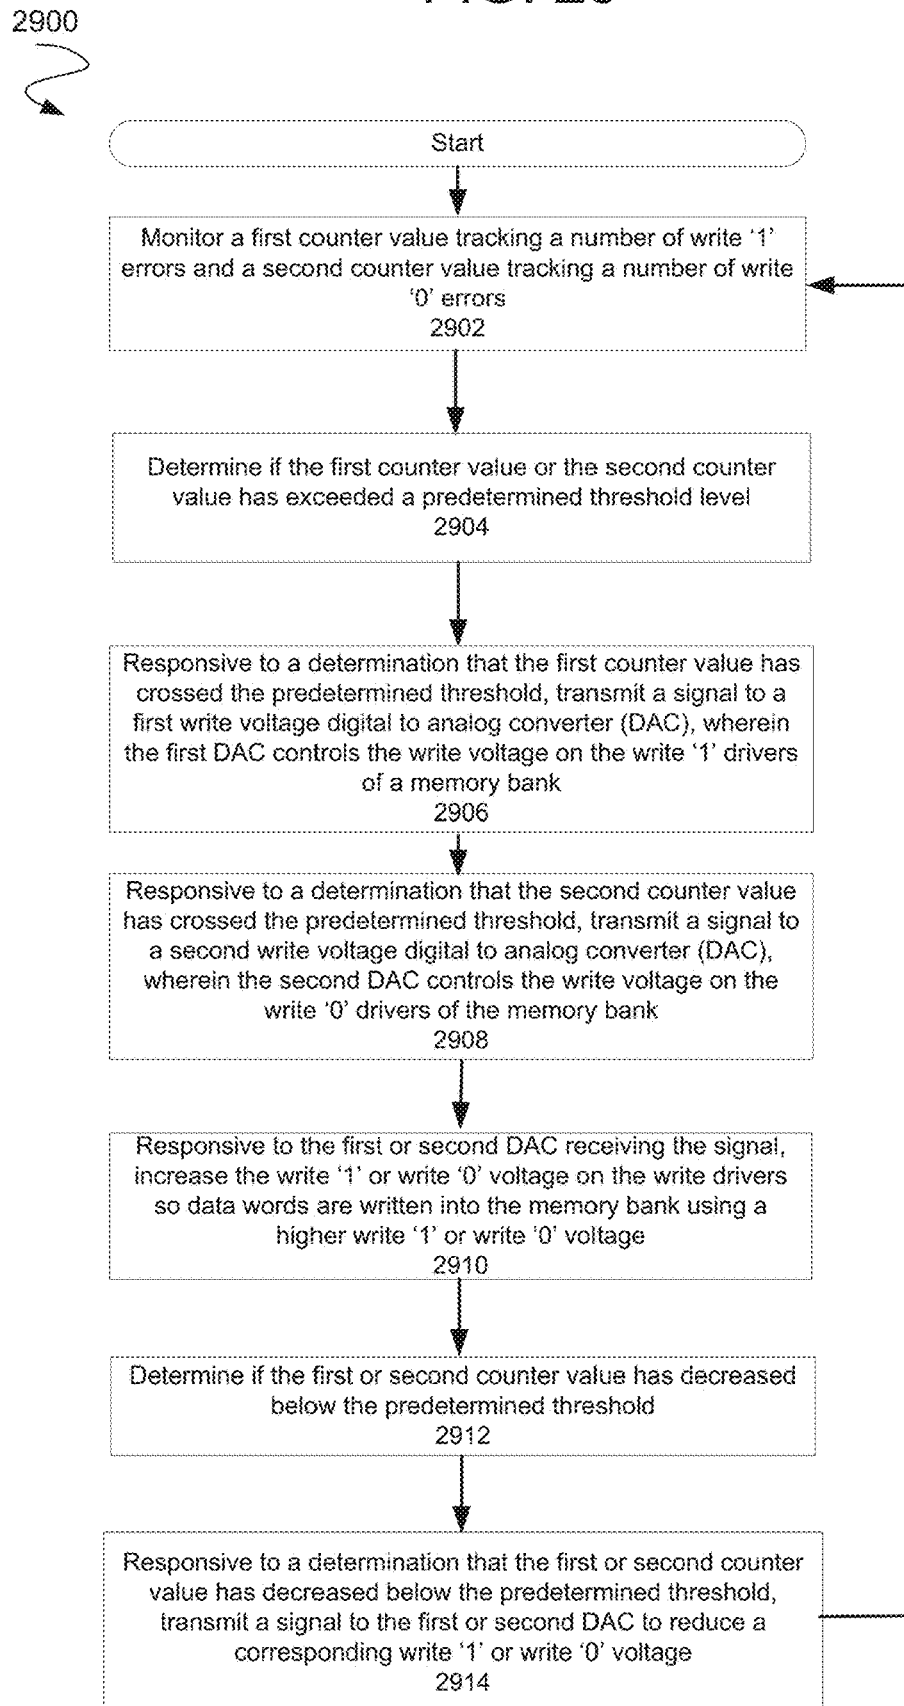 2900
Start
Monitor a first counter value tracking a number of write ‘1’
errors and a second counter value tracking a number of write
‘0’ errors
2902
Determine if the first counter value or the second counter
value has exceeded a predetermined threshold level
2904
Responsive to a determination that the first counter value has
crossed the predetermined threshold, transmit a signal to a
first write voltage digital to analog converter (DAC), wherein
the first DAC controls the write voltage on the write ‘1’ drivers
of a memory bank
2906
Responsive to a determination that the second counter value
has crossed the predetermined threshold, transmit a signal to
a second write voltage digital to analog converter (DAC),
wherein the second DAC controls the write voltage on the
write ‘0’ drivers of the memory bank
2908
Responsive to the first or second DAC receiving the signal,
increase the write ‘1’ or write ‘0’ voltage on the write drivers
so data words are written into the memory bank using a
higher write ‘1’ or write ‘0’ voltage
2910
Determine if the first or second counter value has decreased
below the predetermined threshold
2912
Responsive to a determination that the first or second counter
value has decreased below the predetermined threshold,
transmit a signal to the first or second DAC to reduce a
corresponding write ‘1’ or write ‘0’ voltage
2914